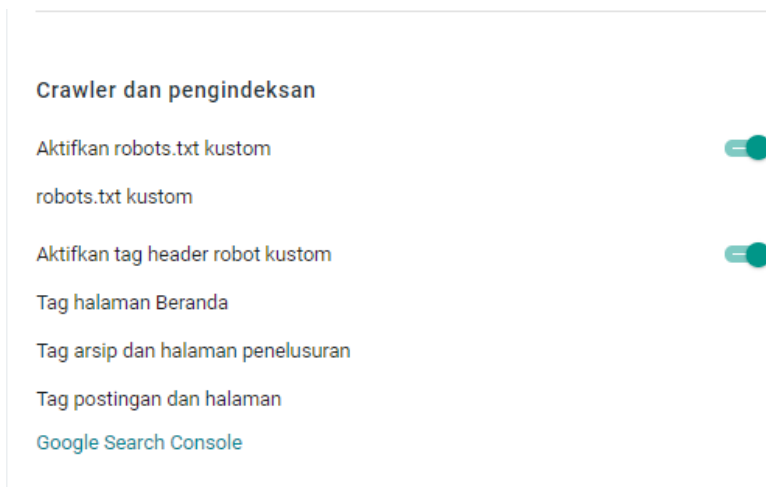 Crawler dan pengindeksan
Aktifkan robots.txt kustom
robots.txt kustom
Aktifkan tag header robot kustom
Tag halaman Beranda
Tag arsip dan halaman penelusuran
Tag postingan dan halaman
Google Search Console